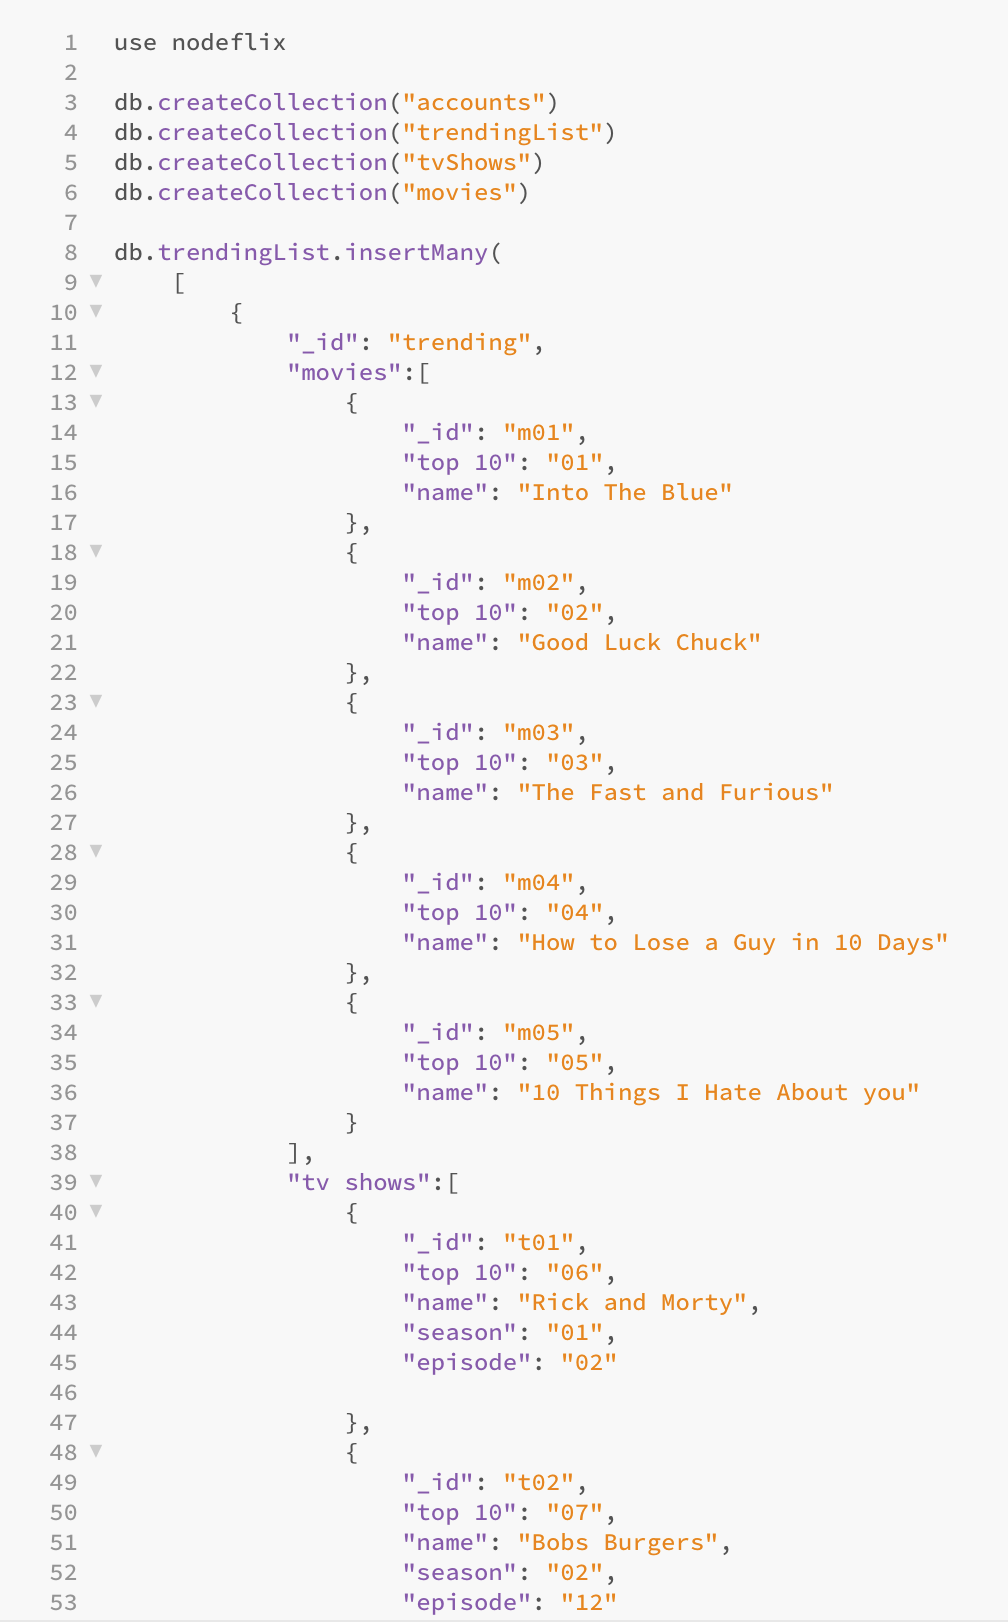 1 use nodeflix
2
3 db.createCollection("accounts")
4 db.createCollection("trendingList")
5 db.createCollection("tvShows")
6 db.createCollection("movies")
7
8 db.trendingList.insertMany(
9 [
10 {
11 "_id": "trending",
12 "movies":[
13 {
14 "_id": "m01",
15 "top 10": "01",
16 "name": "Into The Blue"
17 },
18 {
19 "_id": "m02",
20 "top 10": "02",
21 "name": "Good Luck Chuck"
22 },
23 {
24 "_id": "m03",
25 "top 10": "03",
26 "name": "The Fast and Furious"
27 },
28 {
29 "_id": "m04",
30 "top 10": "04",
31 "name": "How to Lose a Guy in 10 Days"
32 },
33 {
34 "_id": "m05",
35 "top 10": "05",
36 "name": "10 Things I Hate About you"
37 }
38 ],
39 "tv shows":[
40 {
41 "_id": "t01",
42 "top 10": "06",
43 "name": "Rick and Morty",
44 "season": "01",
45 "episode": "02"
46
47 },
48 {
49 "_id": "t02",
50 "top 10": "07",
51 "name": "Bobs Burgers",
52 "season": "02",
53 "episode": "12"